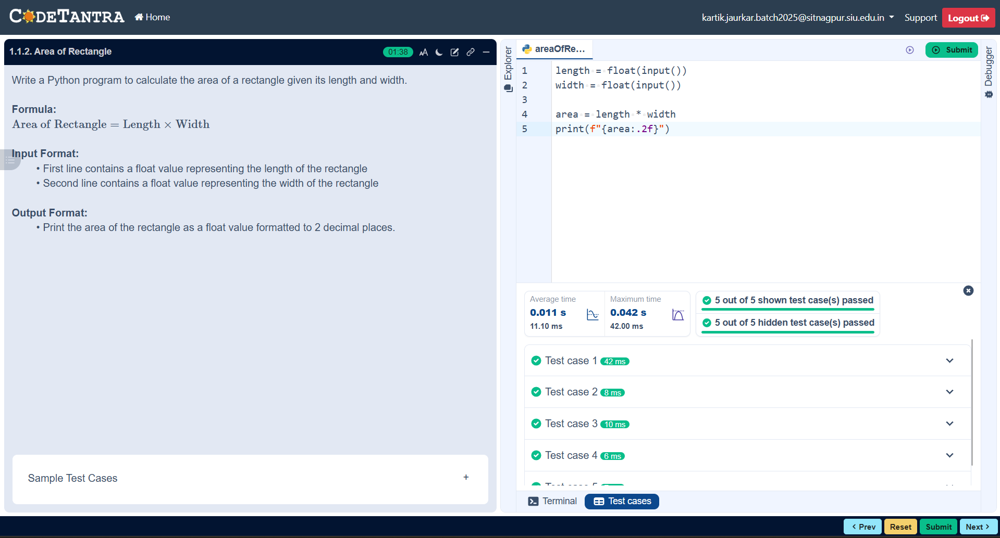 CODETANTRA
Home
kartik.jaurkar.batch2025@sitnagpur.siu.edu.in
Support
Logout
1.1.2. Area of Rectangle
01:38
AA
Write a Python program to calculate the area of a rectangle given its length and width.
Formula:
Area of Rectangle = Length × Width
Input Format:
• First line contains a float value representing the length of the rectangle
• Second line contains a float value representing the width of the rectangle
Output Format:
• Print the area of the rectangle as a float value formatted to 2 decimal places.
Sample Test Cases
+
Explorer
areaOfRe...
Submit
Debugger
1 length = float(input())
2 width = float(input())
3
4 area = length * width
5 print(f"{area:.2f}")
Average time
0.011 s
11.10 ms
Maximum time
0.042 s
42.00 ms
5 out of 5 shown test case(s) passed
5 out of 5 hidden test case(s) passed
Test case 1 42 ms
Test case 2 8 ms
Test case 3 10 ms
Test case 4 6 ms
Test case 5
Terminal
Test cases
< Prev
Reset
Submit
Next >